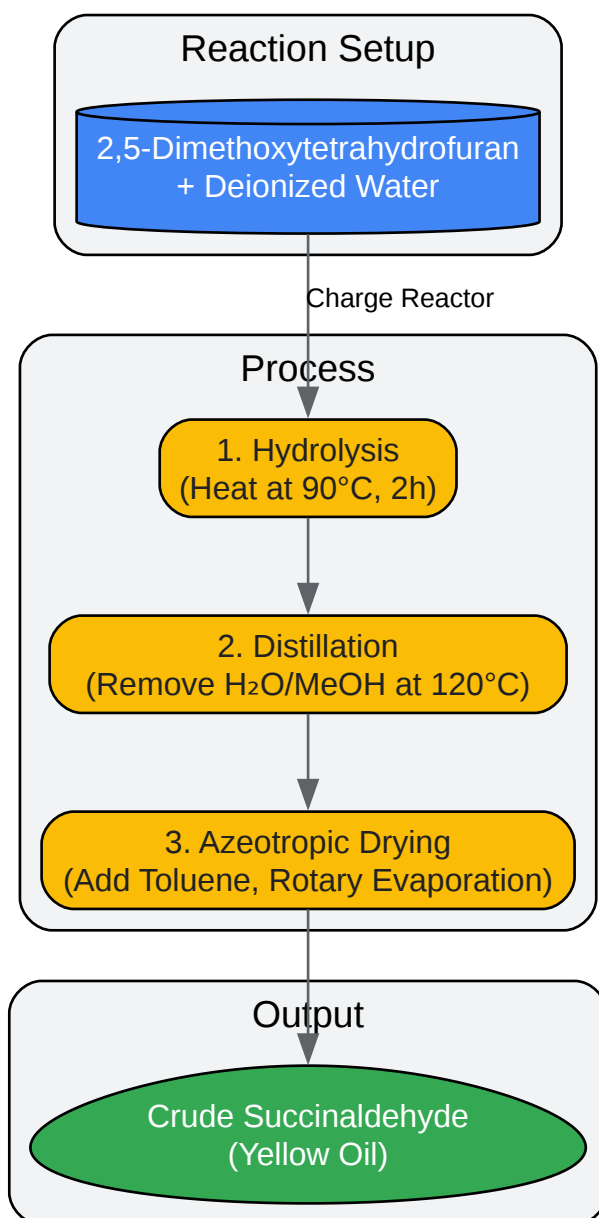 Reaction Setup
2,5-Dimethoxytetrahydrofuran
+ Deionized Water
Charge Reactor
Process
1. Hydrolysis
(Heat at 90°C, 2h)
2. Distillation
(Remove H₂O/MeOH at 120°C)
3. Azeotropic Drying
(Add Toluene, Rotary Evaporation)
Output
Crude Succinaldehyde
(Yellow Oil)